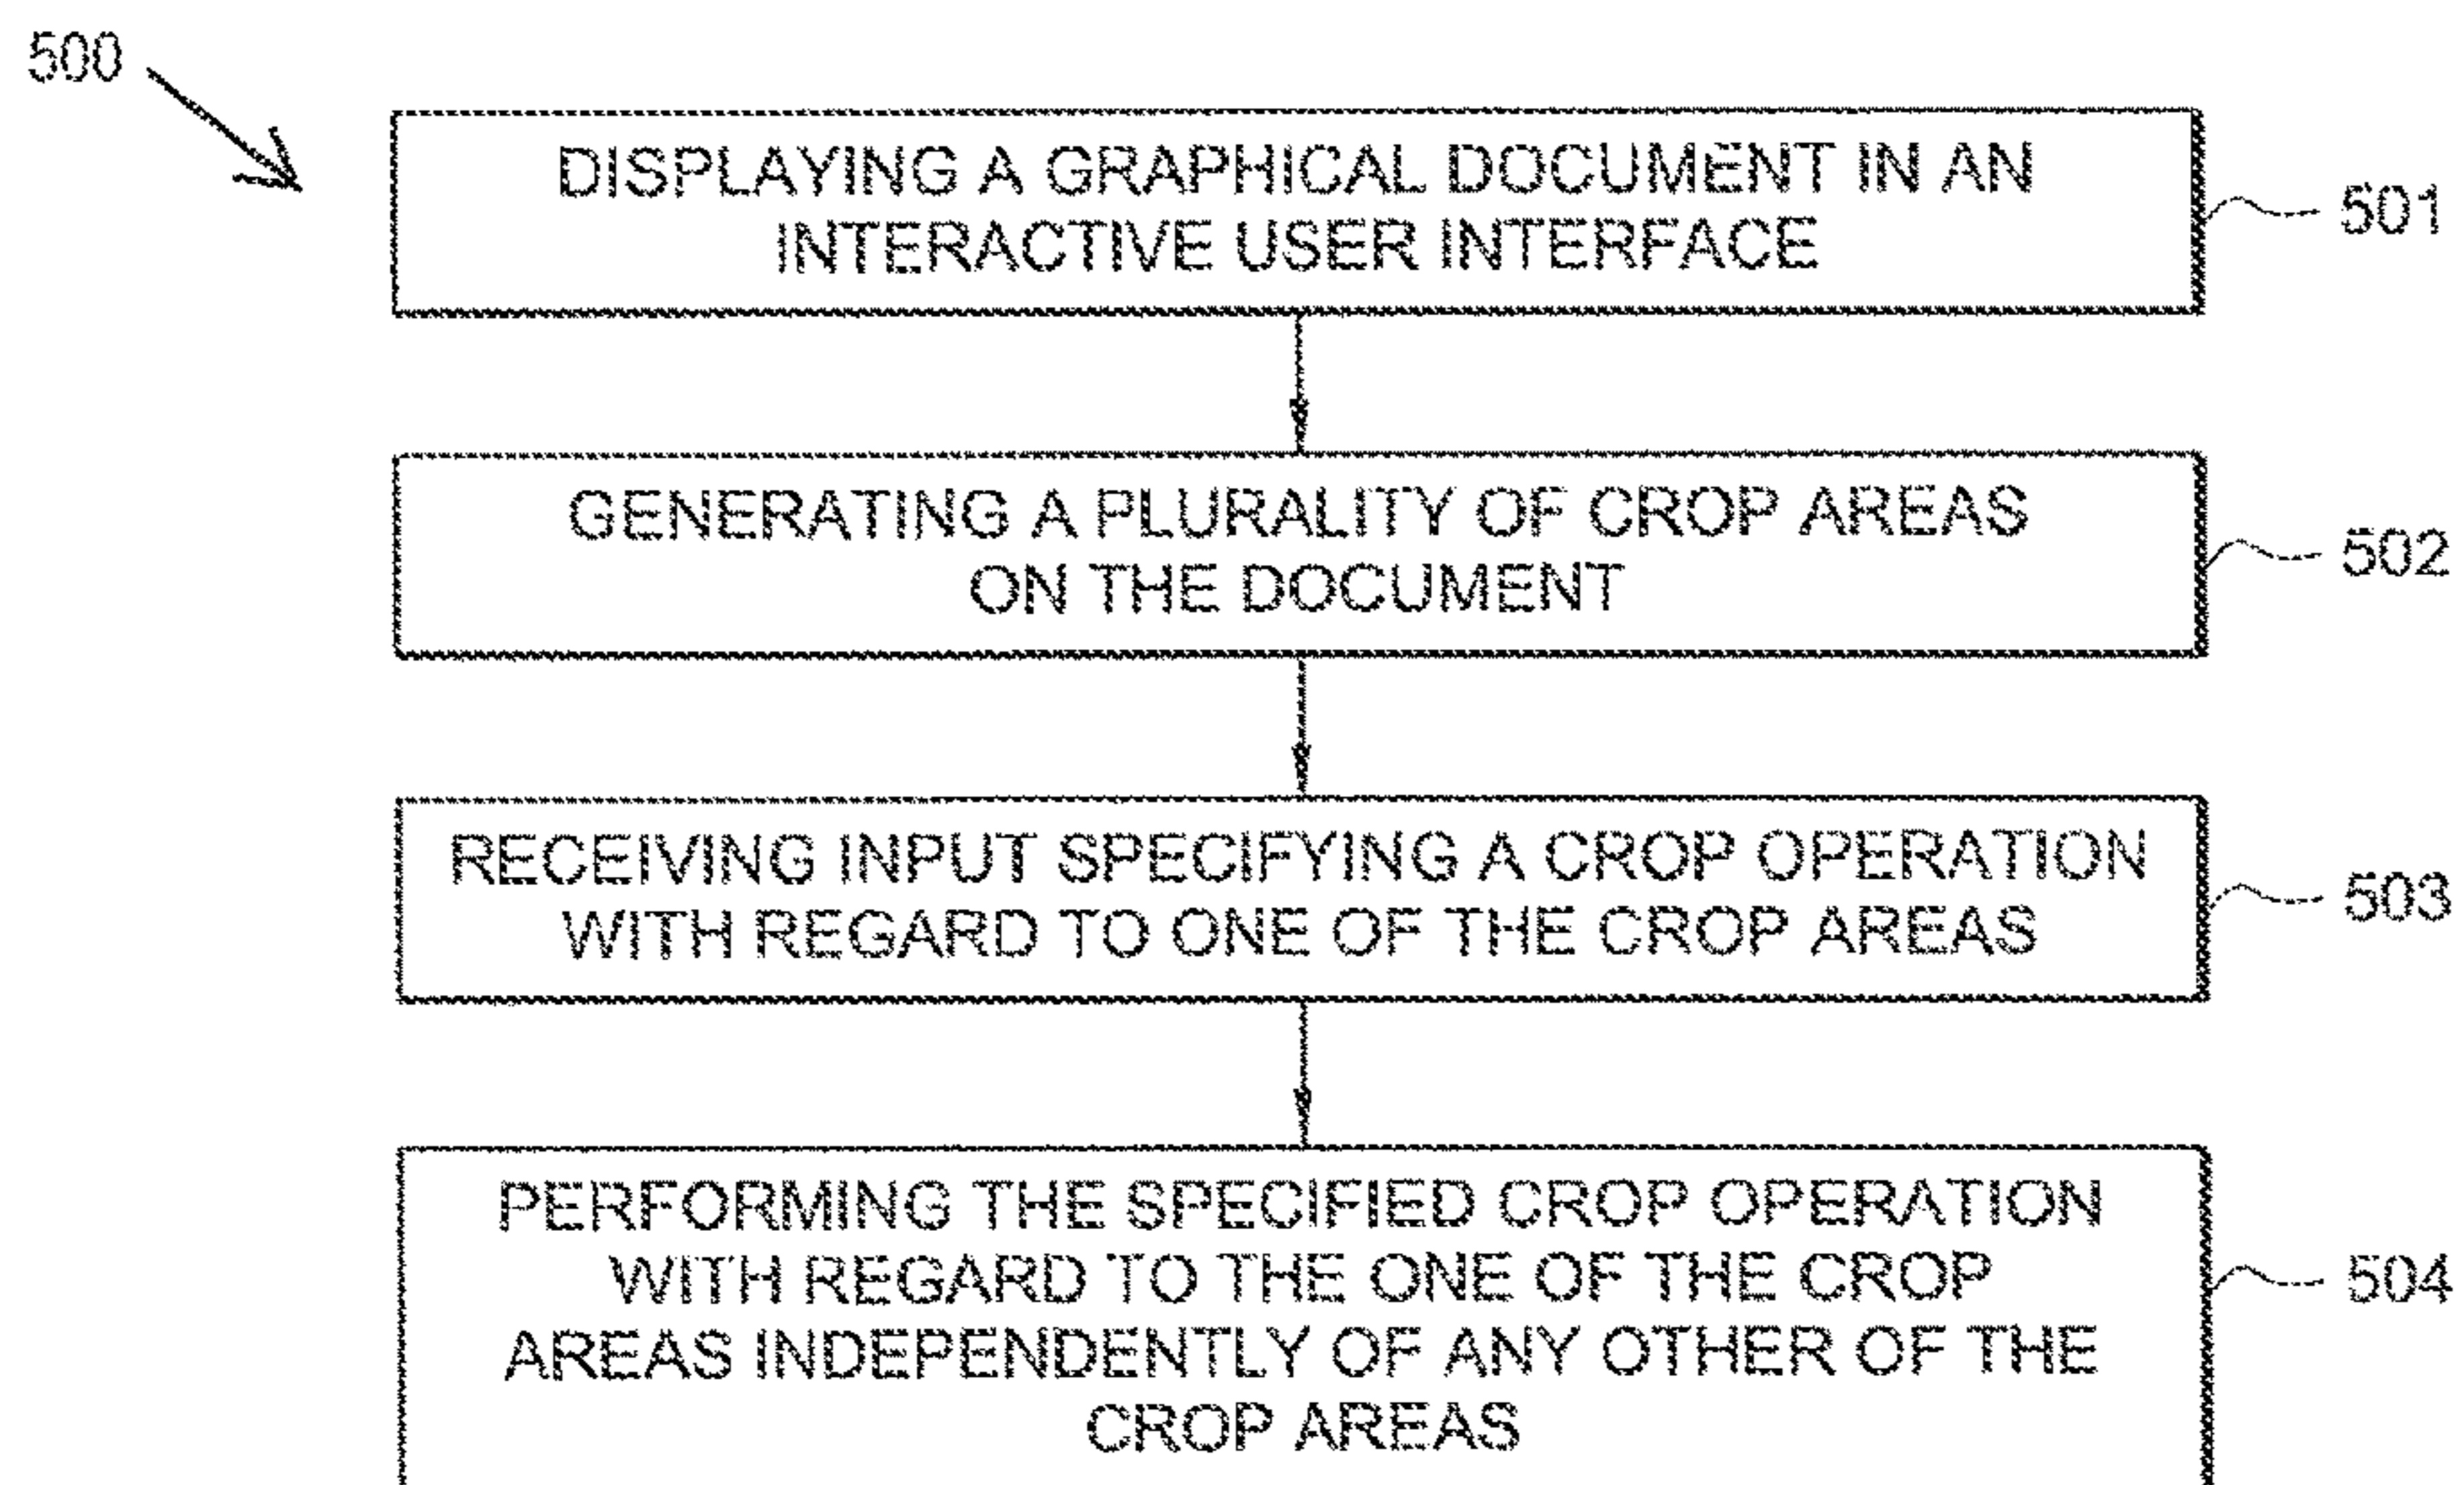 500
DISPLAYING A GRAPHICAL DOCUMENT IN AN
INTERACTIVE USER INTERFACE
501
GENERATING A PLURALITY OF CROP AREAS
ON THE DOCUMENT
502
RECEIVING INPUT SPECIFYING A CROP OPERATION
WITH REGARD TO ONE OF THE CROP AREAS
503
PERFORMING THE SPECIFIED CROP OPERATION
WITH REGARD TO THE ONE OF THE CROP
AREAS INDEPENDENTLY OF ANY OTHER OF THE
CROP AREAS
504